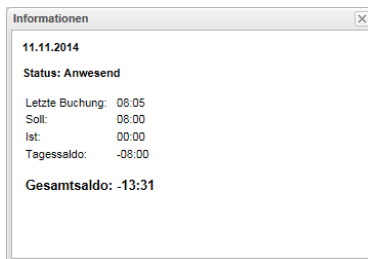 Informationen
11.11.2014
Status: Anwesend
Letzte Buchung: 08:05
Soll: 08:00
Ist: 00:00
Tagessaldo: -08:00
Gesamtsaldo: -13:31